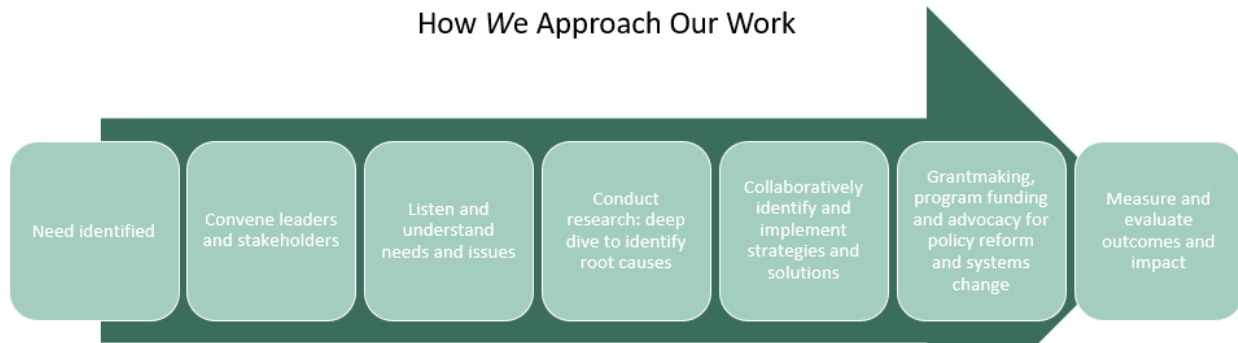 How We Approach Our Work
Need identified
Convene leaders
and stakeholders
Listen and
understand
needs and issues
Conduct
research: deep
dive to identify
root causes
Collaboratively
identify and
implement
strategies and
solutions
Grantmaking,
program funding
and advocacy for
policy reform
and systems
change
Measure and
evaluate
outcomes and
impact